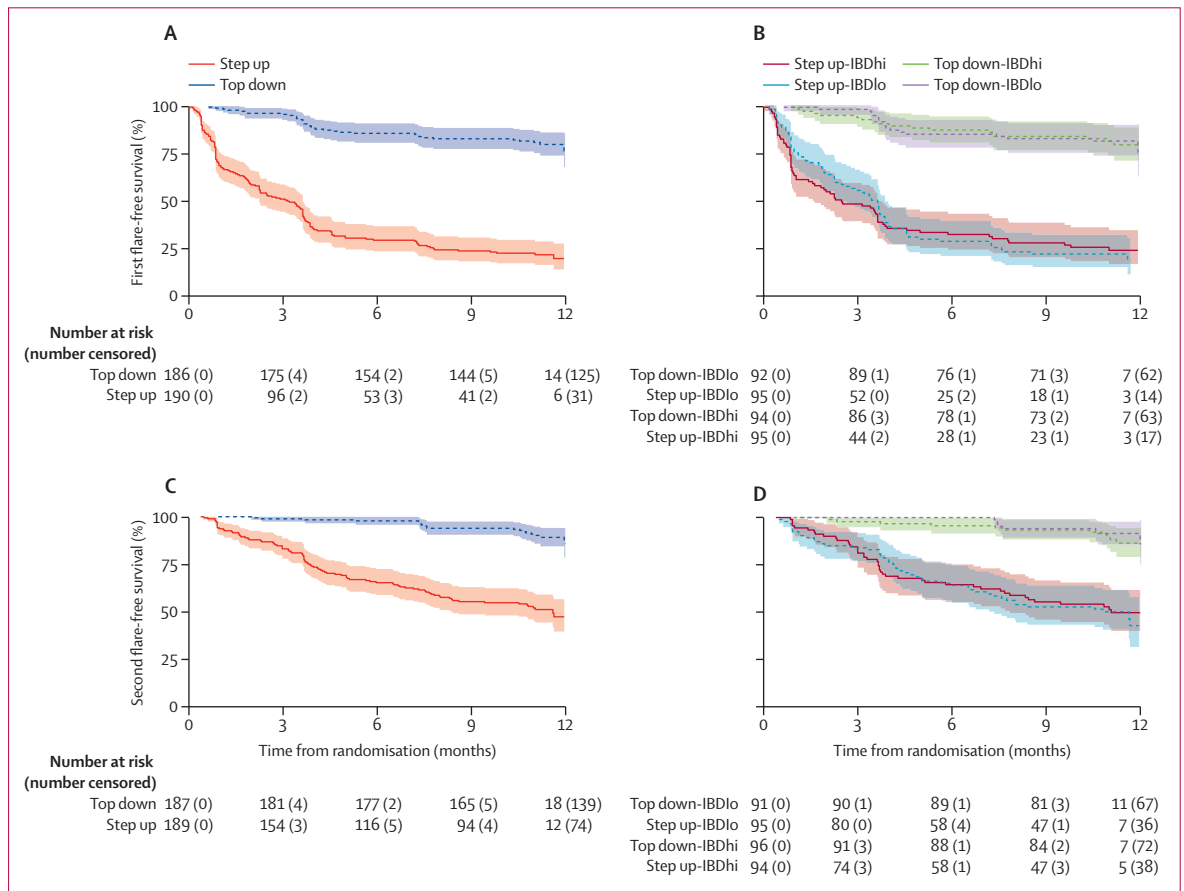 A
Step up
Top down
First flare-free survival (%)
100
75
50
25
0
0 3 6 9 12
Number at risk
(number censored)
Top down 186 (0) 175 (4) 154 (2) 144 (5) 14 (125)
Step up 190 (0) 96 (2) 53 (3) 41 (2) 6 (31)
B
Step up-IBDhi Top down-IBDhi
Step up-IBDlo Top down-IBDlo
0 3 6 9 12
Top down-IBDlo 92 (0) 89 (1) 76 (1) 71 (3) 7 (62)
Step up-IBDlo 95 (0) 52 (0) 25 (2) 18 (1) 3 (14)
Top down-IBDhi 94 (0) 86 (3) 78 (1) 73 (2) 7 (63)
Step up-IBDhi 95 (0) 44 (2) 28 (1) 23 (1) 3 (17)
C
Second flare-free survival (%)
100
75
50
25
0
0 3 6 9 12
Time from randomisation (months)
Number at risk
(number censored)
Top down 187 (0) 181 (4) 177 (2) 165 (5) 18 (139)
Step up 189 (0) 154 (3) 116 (5) 94 (4) 12 (74)
D
0 3 6 9 12
Time from randomisation (months)
Top down-IBDlo 91 (0) 90 (1) 89 (1) 81 (3) 11 (67)
Step up-IBDlo 95 (0) 80 (0) 58 (4) 47 (1) 7 (36)
Top down-IBDhi 96 (0) 91 (3) 88 (1) 84 (2) 7 (72)
Step up-IBDhi 94 (0) 74 (3) 58 (1) 47 (3) 5 (38)